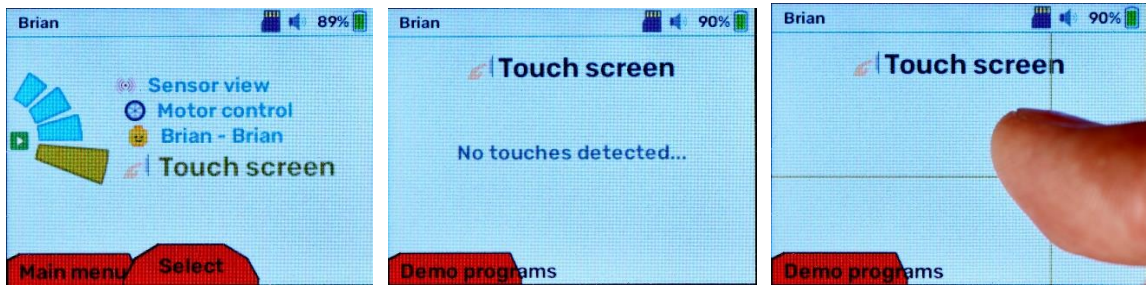 Brian
89%
Sensor view
Motor control
Brian - Brian
Touch screen
Main menu
Select
Brian
90%
Touch screen
No touches detected...
Demo programs
Brian
90%
Touch screen
Demo programs